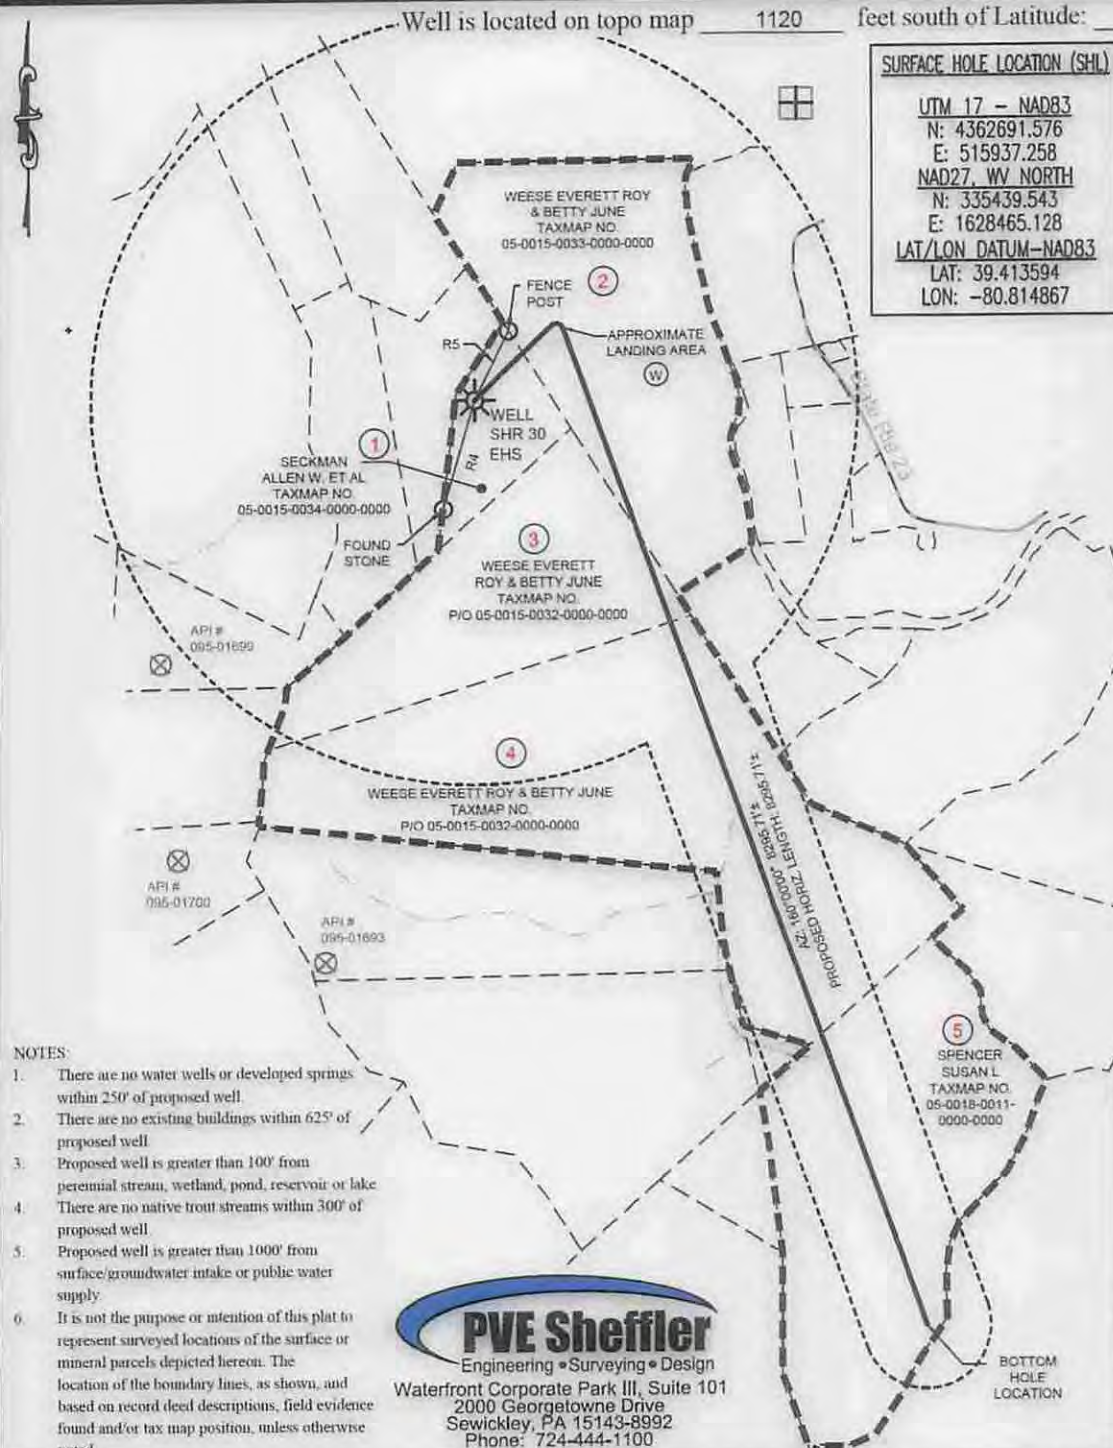 Well is located on topo map 1120 feet south of Latitude:
SURFACE HOLE LOCATION (SHL)
UTM 17 - NAD83
N: 4362691.576
E: 515937.258
NAD27, WV NORTH
N: 335439.543
E: 1628465.128
LAT/LON DATUM-NAD83
LAT: 39.413594
LON: -80.814867
WEESE EVERETT ROY
& BETTY JUNE
TAXMAP NO.
05-0015-0033-0000-0000
2
FENCE
POST
R5
APPROXIMATE
LANDING AREA
W
WELL
SHR 30
EHS
R4
1
SECKMAN
ALLEN W. ET AL
TAXMAP NO.
05-0015-0034-0000-0000
FOUND
STONE
3
WEESE EVERETT
ROY & BETTY JUNE
TAXMAP NO.
P/O 05-0015-0032-0000-0000
State Rte 23
API #
095-01699
4
WEESE EVERETT ROY & BETTY JUNE
TAXMAP NO.
P/O 05-0015-0032-0000-0000
AZ: 160°00'00" 8295.71'±
PROPOSED HORIZ. LENGTH: 8295.71'±
API #
095-01700
API #
095-01693
5
SPENCER
SUSAN L
TAXMAP NO.
05-0018-0011-
0000-0000
NOTES:
1. There are no water wells or developed springs
within 250' of proposed well.
2. There are no existing buildings within 625' of
proposed well.
3. Proposed well is greater than 100' from
perennial stream, wetland, pond, reservoir or lake
4. There are no native trout streams within 300' of
proposed well
5. Proposed well is greater than 1000' from
surface/groundwater intake or public water
supply.
6. It is not the purpose or intention of this plat to
represent surveyed locations of the surface or
mineral parcels depicted hereon. The
location of the boundary lines, as shown, and
based on record deed descriptions, field evidence
found and/or tax map position, unless otherwise
PVE Sheffler
Engineering • Surveying • Design
Waterfront Corporate Park III, Suite 101
2000 Georgetowne Drive
Sewickley, PA 15143-8992
Phone: 724-444-1100
BOTTOM
HOLE
LOCATION